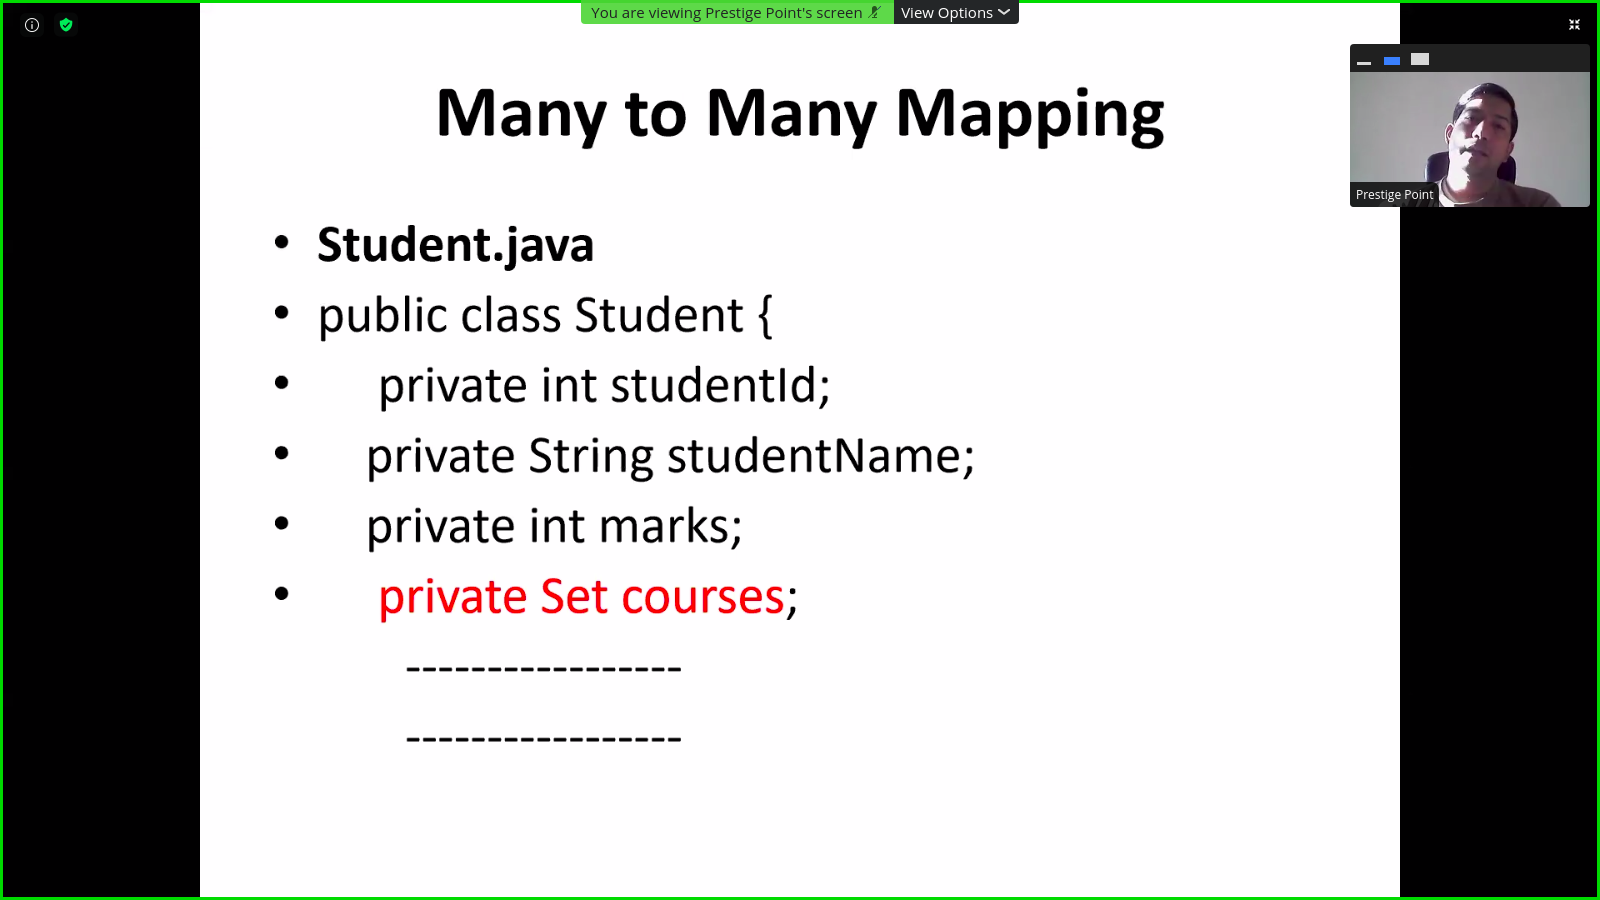 You are viewing Prestige Point's screen
View Options
Many to Many Mapping
Prestige Point
• Student.java
• public class Student {
• private int studentId;
• private String studentName;
• private int marks;
• private Set courses;
-----------------
-----------------